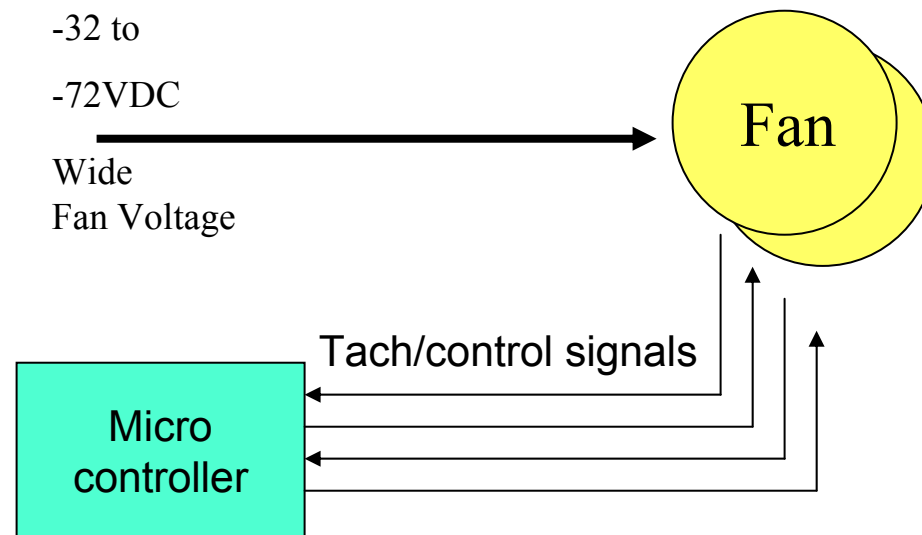 -32 to
-72VDC
Wide
Fan Voltage
Fan
Tach/control signals
Micro
controller